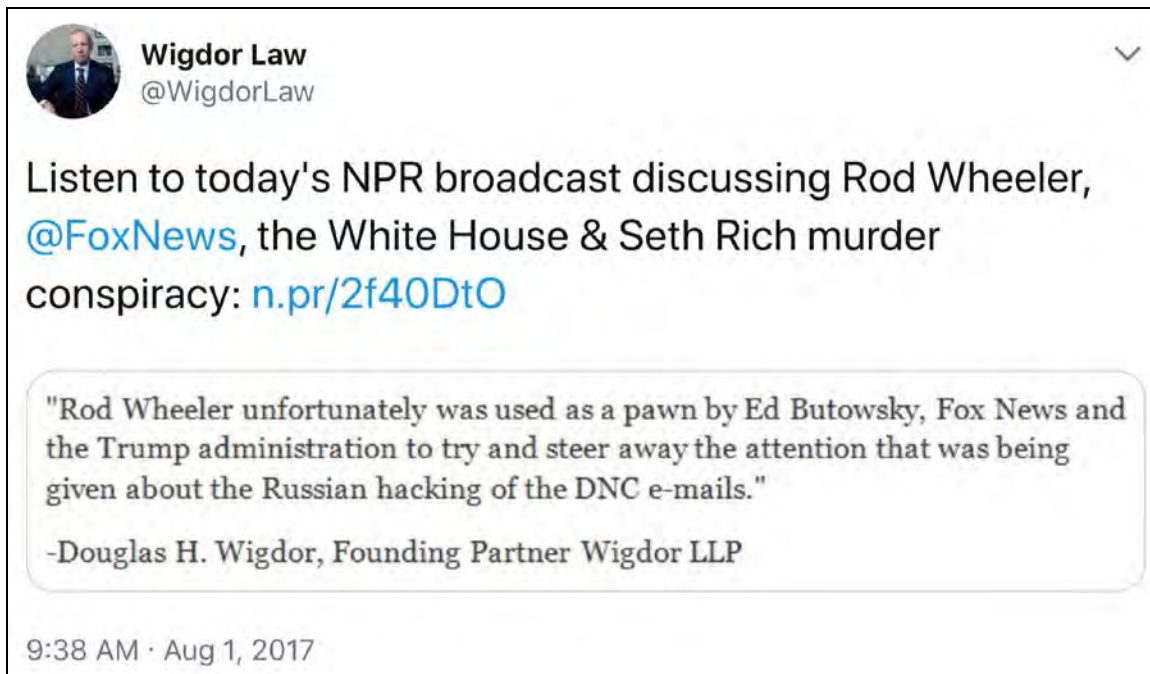 Wigdor Law
@WigdorLaw
Listen to today's NPR broadcast discussing Rod Wheeler,
@FoxNews, the White House & Seth Rich murder
conspiracy: n.pr/2f40DtO
"Rod Wheeler unfortunately was used as a pawn by Ed Butowsky, Fox News and
the Trump administration to try and steer away the attention that was being
given about the Russian hacking of the DNC e-mails."
-Douglas H. Wigdor, Founding Partner Wigdor LLP
9:38 AM · Aug 1, 2017